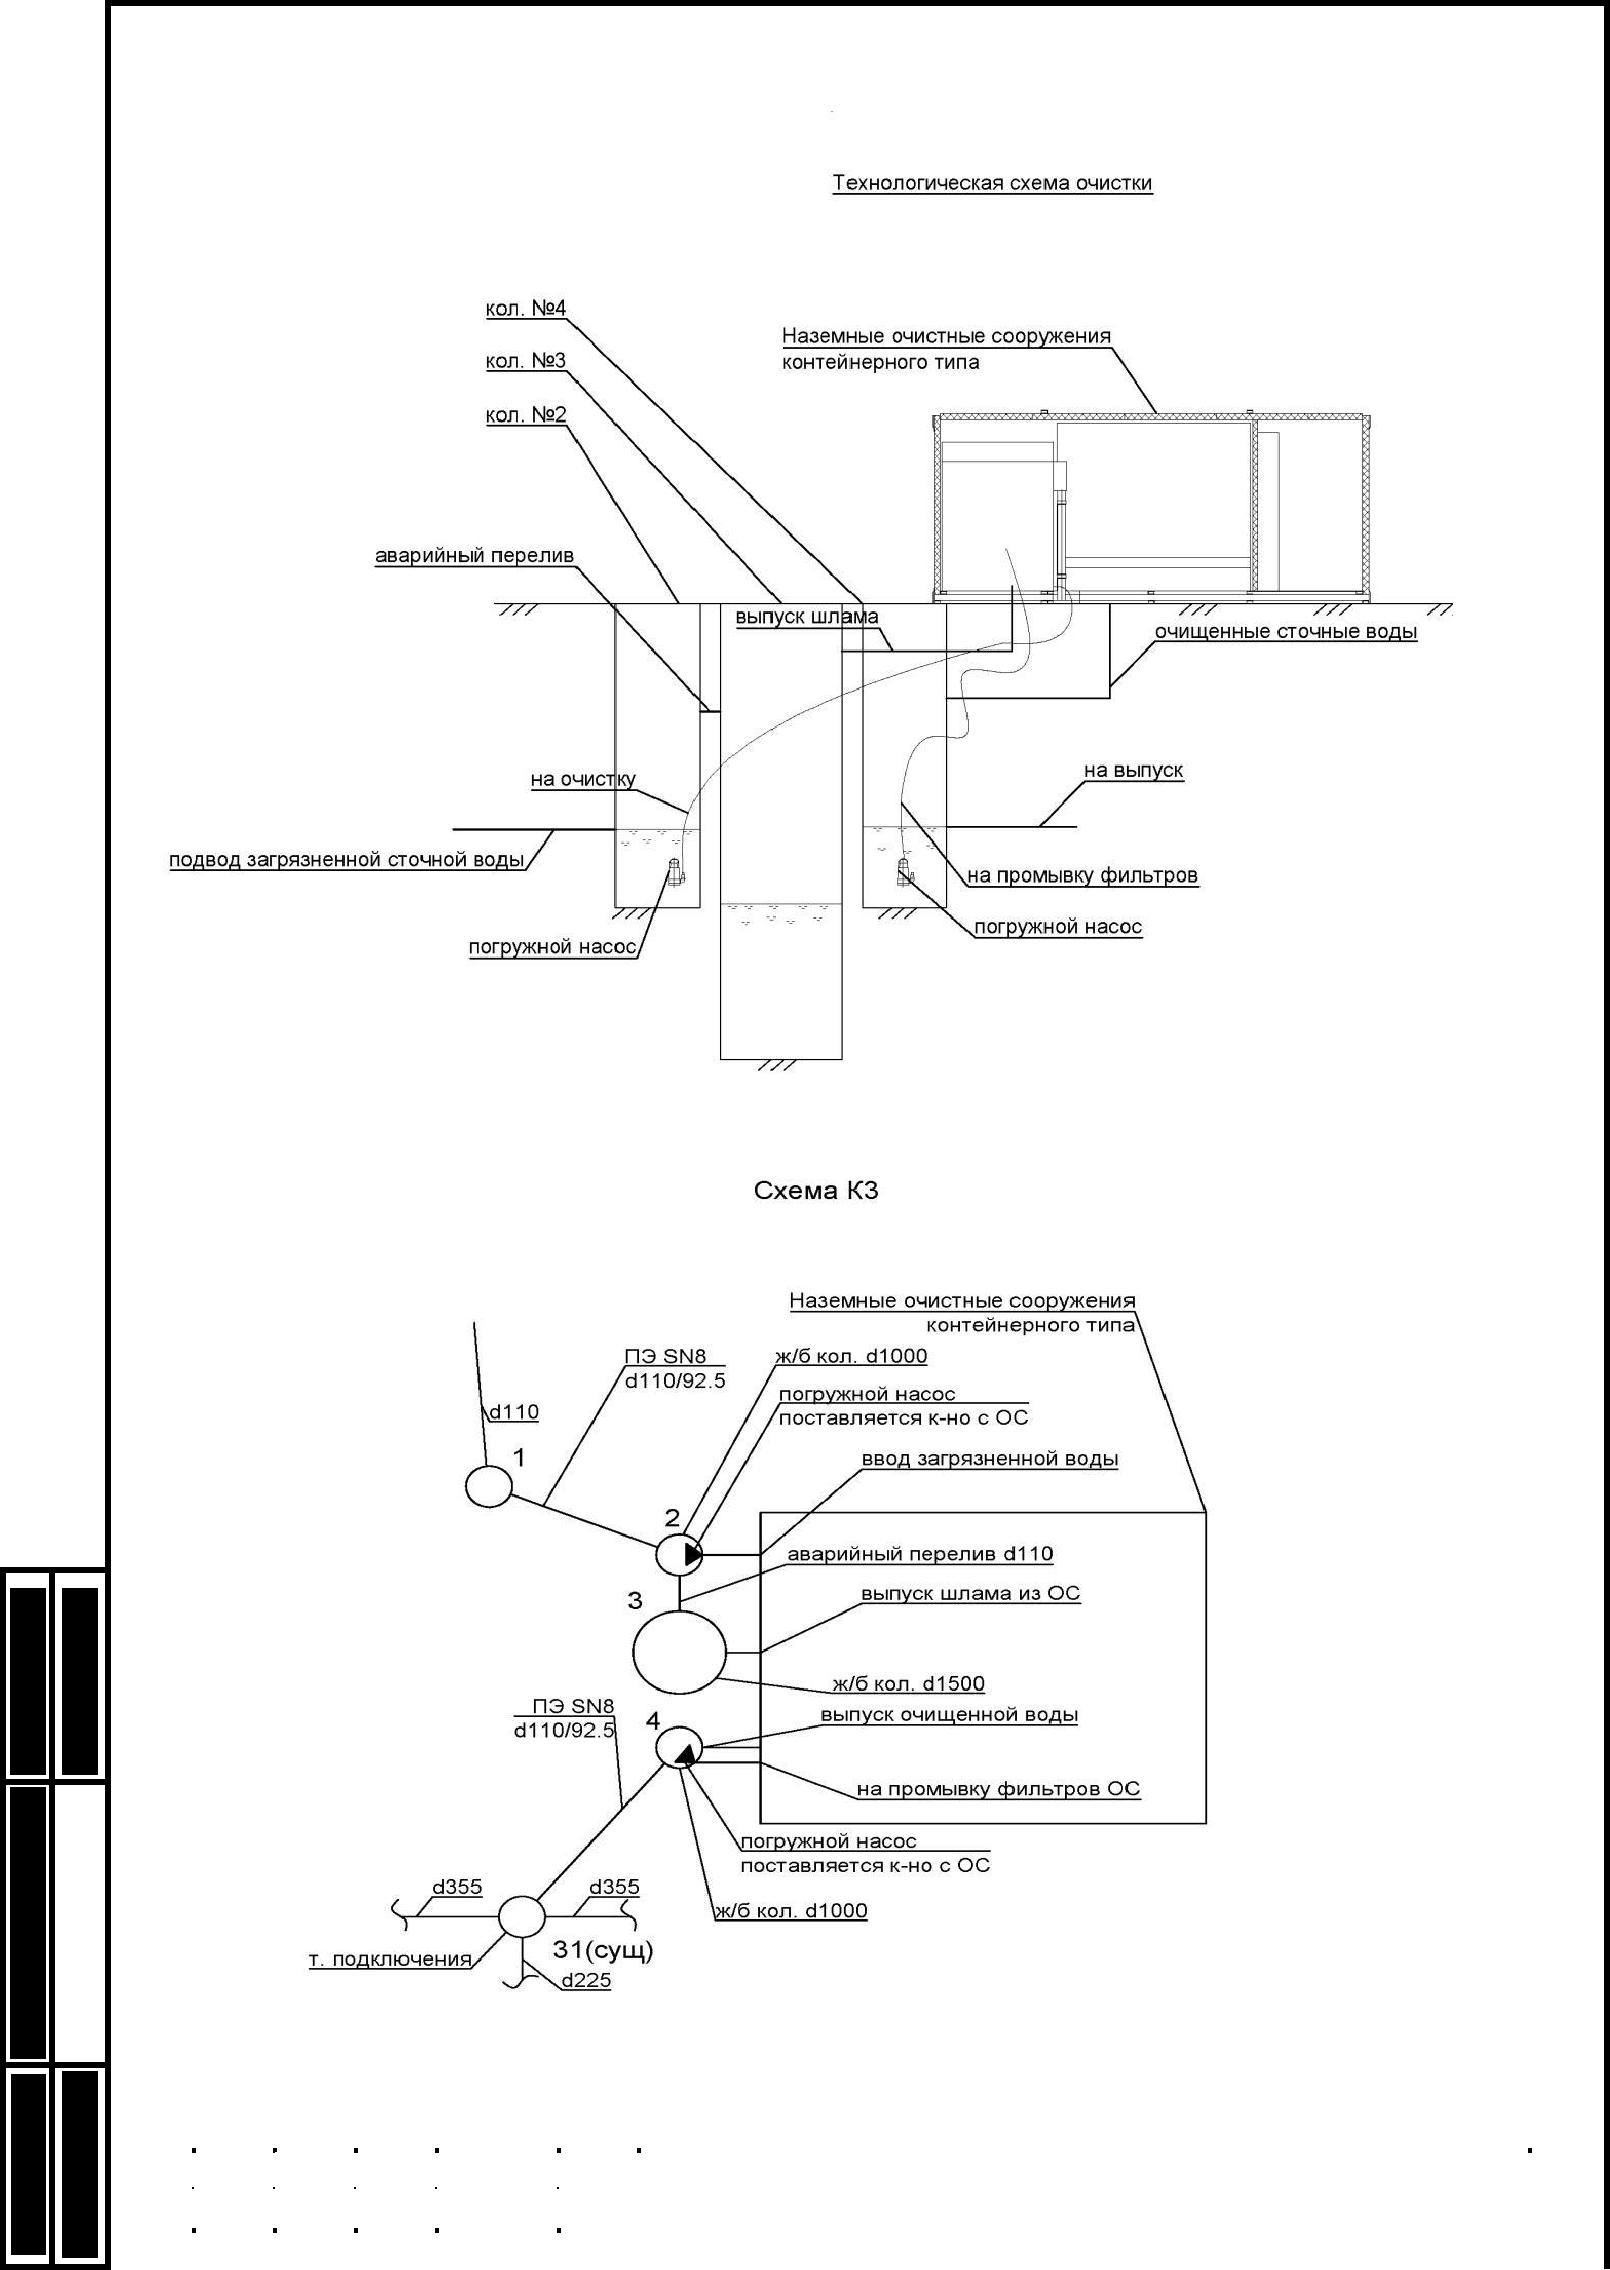 Технологическая схема очистки
кол. №4
Наземные очистные сооружения
контейнерного типа
кол. №3
кол. №2
аварийный перелив
выпуск шлама
очищенные сточные воды
на очистку
на выпуск
подвод загрязненной сточной воды
на промывку фильтров
погружной насос
погружной насос
Схема К3
Наземные очистные сооружения
контейнерного типа
ПЭ SN8
d110/92.5
ж/б кол. d1000
погружной насос
поставляется к-но с ОС
d110
1
ввод загрязненной воды
2
аварийный перелив d110
3
выпуск шлама из ОС
ж/б кол. d1500
ПЭ SN8
d110/92.5
4
выпуск очищенной воды
на промывку фильтров ОС
погружной насос
поставляется к-но с ОС
d355
d355
ж/б кол. d1000
31(сущ)
т. подключения
d225